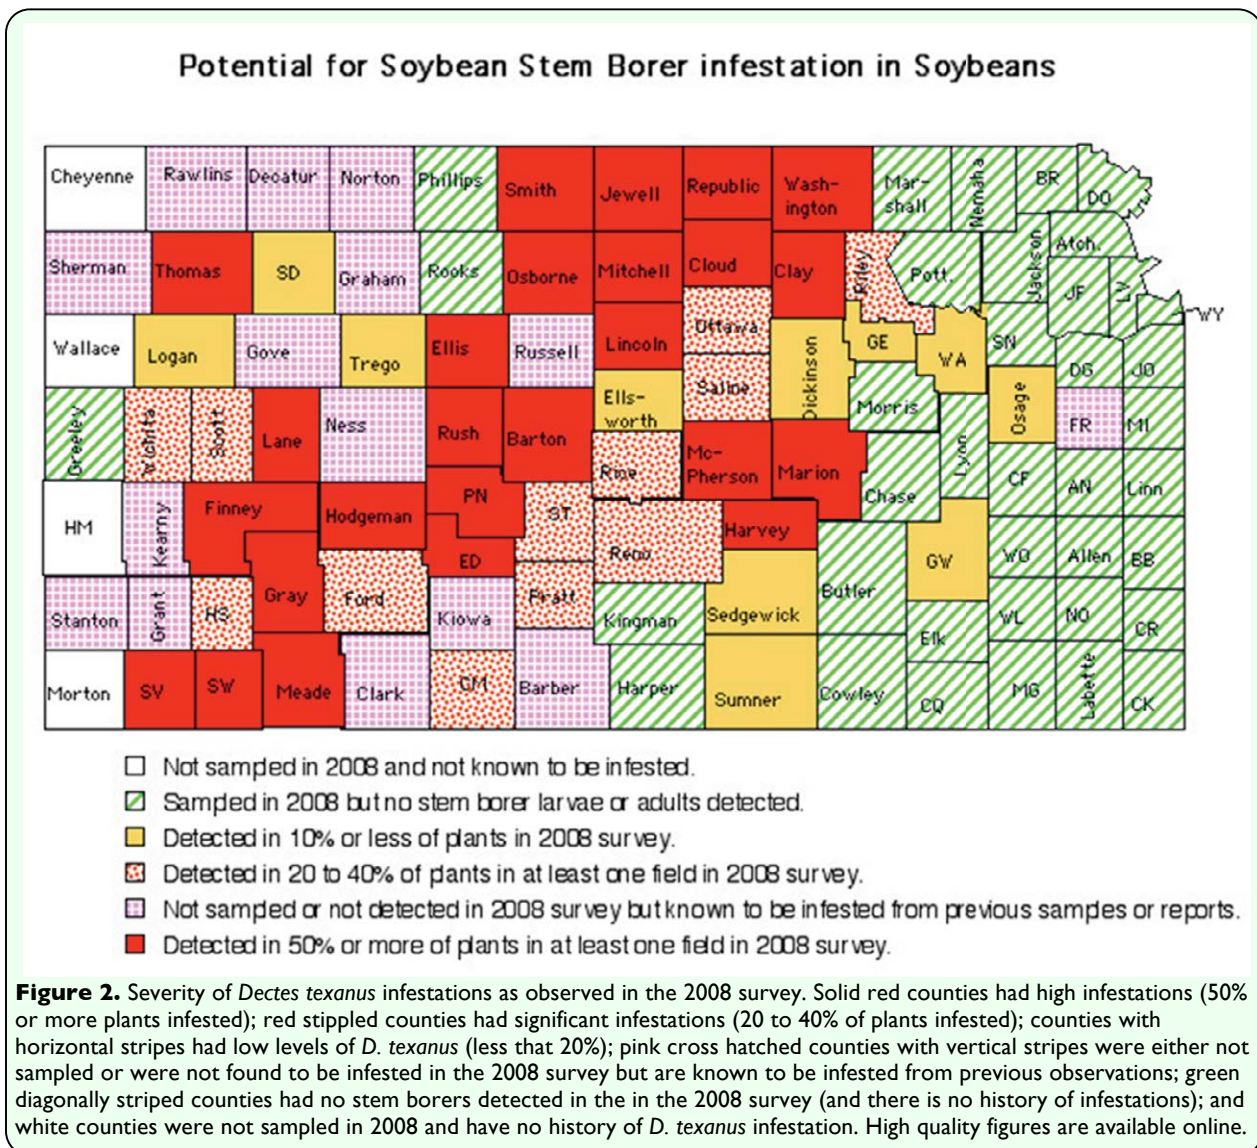 Potential for Soybean Stem Borer infestation in Soybeans
Cheyenne Rawlins Decatur Norton Phillips Smith Jewell Republic Wash-ington Mar-shall Nemaha BR DO
Sherman Thomas SD Graham Rooks Osborne Mitchell Cloud Clay Riley Pott. Jackson Atch. JF LV WY
Wallace Logan Gove Trego Ellis Russell Lincoln Ottawa Saline Dickinson GE WA SN DG JO
Greeley Wichita Scott Lane Ness Rush Barton Ells-worth Rice Mc-Pherson Marion Morris Chase Lyon Osage FR MI
HM Kearny Finney Hodgeman PN ED ST Reno Harvey Butler GW CF AN Linn
Stanton Grant HS Gray Ford Kiowa Pratt Kingman Sedgewick Elk WO Allen BB
Morton SV SW Meade Clark CM Barber Harper Sumner Cowley CQ WL NO CR MG Labette CK
Not sampled in 2008 and not known to be infested.
Sampled in 2008 but no stem borer larvae or adults detected.
Detected in 10% or less of plants in 2008 survey.
Detected in 20 to 40% of plants in at least one field in 2008 survey.
Not sampled or not detected in 2008 survey but known to be infested from previous samples or reports.
Detected in 50% or more of plants in at least one field in 2008 survey.
Figure 2. Severity of Dectes texanus infestations as observed in the 2008 survey. Solid red counties had high infestations (50%
or more plants infested); red stippled counties had significant infestations (20 to 40% of plants infested); counties with
horizontal stripes had low levels of D. texanus (less that 20%); pink cross hatched counties with vertical stripes were either not
sampled or were not found to be infested in the 2008 survey but are known to be infested from previous observations; green
diagonally striped counties had no stem borers detected in the in the 2008 survey (and there is no history of infestations); and
white counties were not sampled in 2008 and have no history of D. texanus infestation. High quality figures are available online.